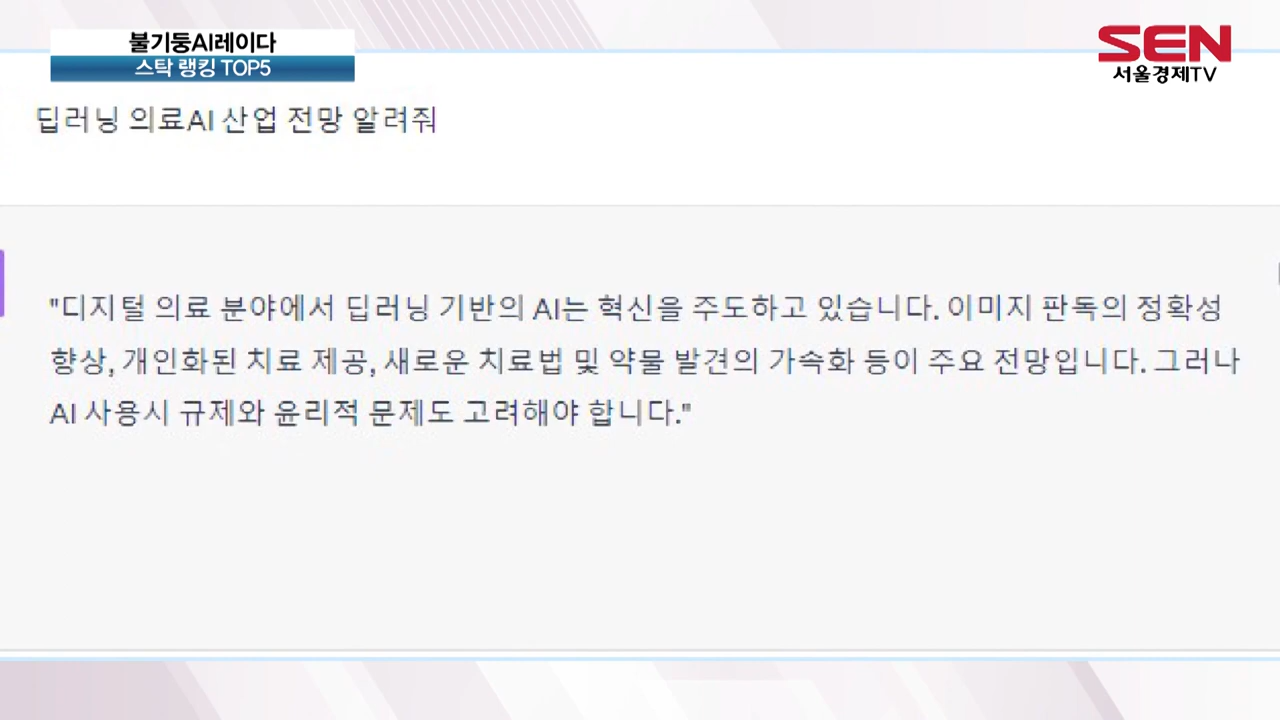 불기둥AI레이다
스탁 랭킹 TOP5
SEN
서울경제TV
딥러닝 의료AI 산업 전망 알려줘
"디지털 의료 분야에서 딥러닝 기반의 AI는 혁신을 주도하고 있습니다. 이미지 판독의 정확성
향상, 개인화된 치료 제공, 새로운 치료법 및 약물 발견의 가속화 등이 주요 전망입니다. 그러나
AI 사용시 규제와 윤리적 문제도 고려해야 합니다."